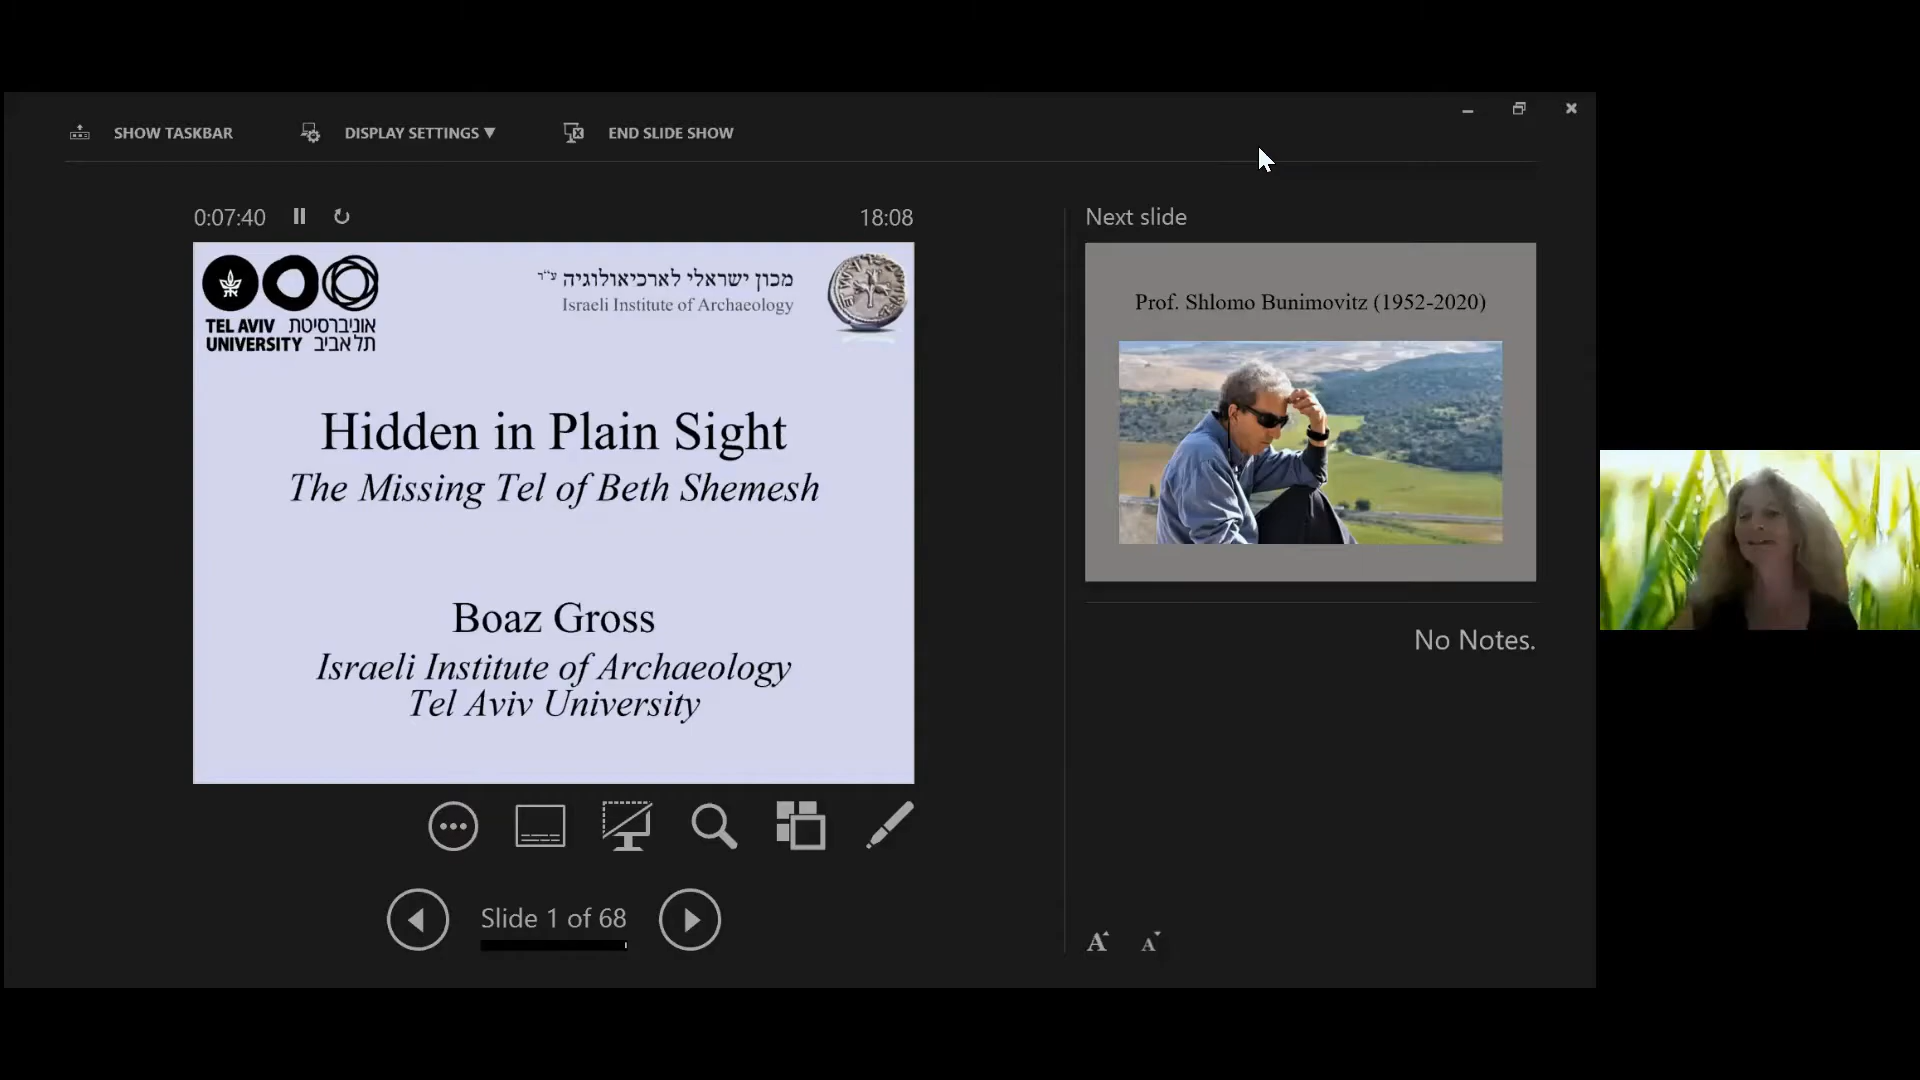 SHOW TASKBAR
DISPLAY SETTINGS ▼
END SLIDE SHOW
0:07:40
18:08
TEL AVIV אוניברסיטת
UNIVERSITY תל אביב
מכון ישראלי לארכיאולוגיה ע״ר
Israeli Institute of Archaeology
Hidden in Plain Sight
The Missing Tel of Beth Shemesh
Boaz Gross
Israeli Institute of Archaeology
Tel Aviv University
Slide 1 of 68
Next slide
Prof. Shlomo Bunimovitz (1952-2020)
No Notes.
A
A